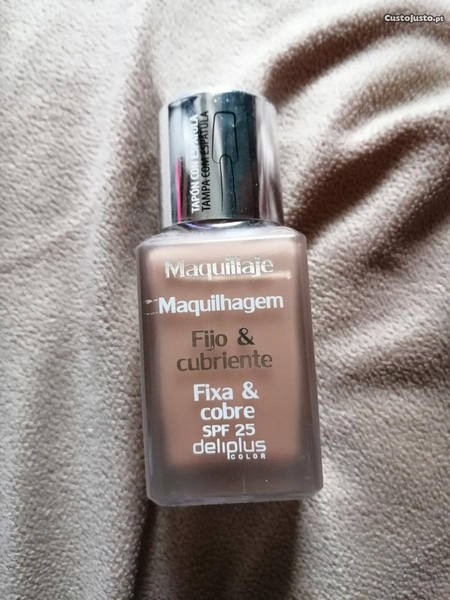 CustoJusto.pt
TAPÓN CON ESPÁTULA
TAMPA COM ESPÁTULA
Maquillaje
Maquilhagem
Fijo &
cubriente
Fixa &
cobre
SPF 25
deliplus
COLOR